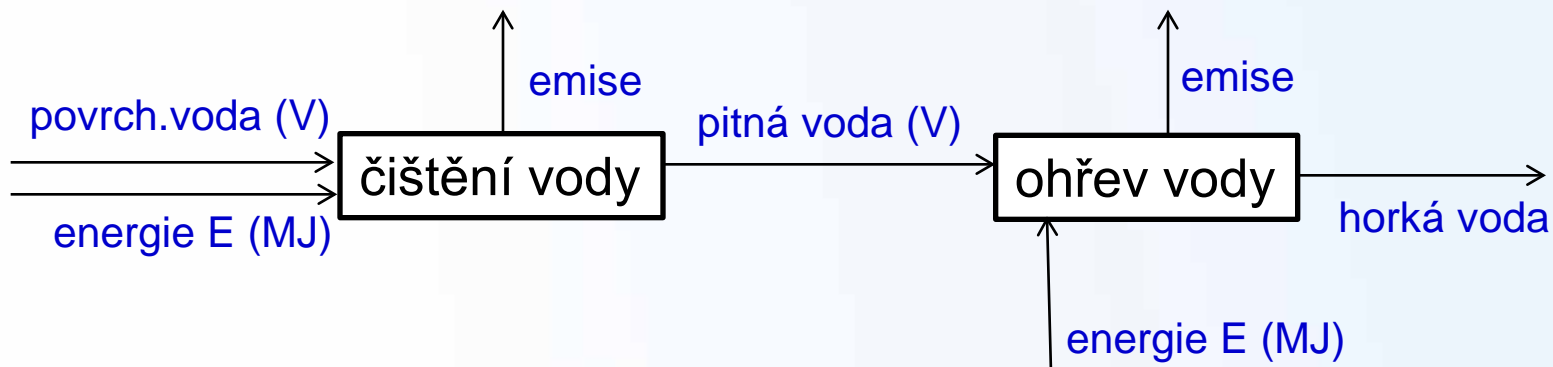 povrch.voda (V)
energie E (MJ)
čištění vody
emise
pitná voda (V)
ohřev vody
emise
energie E (MJ)
horká voda